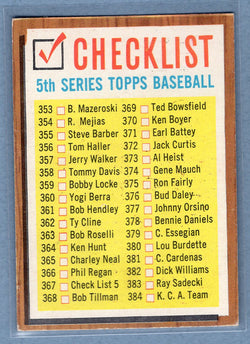 CHECKLIST
5th SERIES TOPPS BASEBALL
353 B. Mazeroski 369 Ted Bowsfield
354 R. Mejias 370 Ken Boyer
355 Steve Barber 371 Earl Battey
356 Tom Haller 372 Jack Curtis
357 Jerry Walker 373 Al Heist
358 Tommy Davis 374 Gene Mauch
359 Bobby Locke 375 Ron Fairly
360 Yogi Berra 376 Bud Daley
361 Bob Hendley 377 Johnny Orsino
362 Ty Cline 378 Bennie Daniels
363 Bob Roselli 379 C. Essegian
364 Ken Hunt 380 Lou Burdette
365 Charley Neal 381 C. Cardenas
366 Phil Regan 382 Dick Williams
367 Check List 5 383 Ray Sadecki
368 Bob Tillman 384 K. C. A. Team